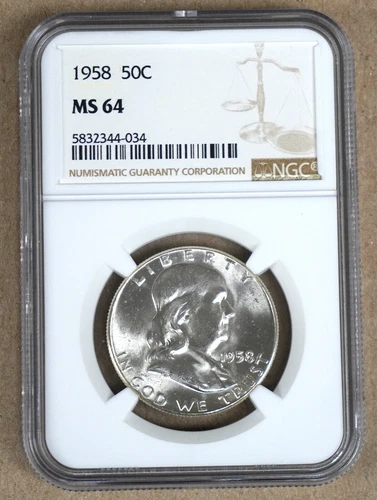 1958 50C
MS 64
5832344-034
NUMISMATIC GUARANTY CORPORATION
NGC
LIBERTY
1958
IN GOD WE TRUST